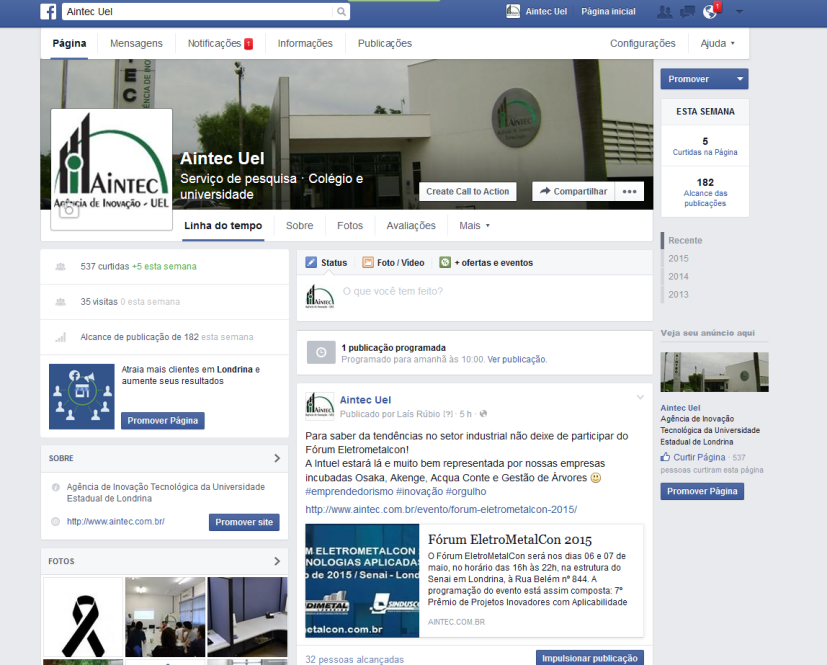 Aintec Uel
Aintec Uel Página inicial
1
Página Mensagens Notificações 1 Informações Publicações Configurações Ajuda
AINTEC
Agência de Inovação - UEL
Aintec Uel
Serviço de pesquisa · Colégio e
universidade
Create Call to Action Compartilhar •••
Linha do tempo Sobre Fotos Avaliações Mais
Promover
ESTA SEMANA
5
Curtidas na Página
182
Alcance das
publicações
Recente
2015
2014
2013
537 curtidas +5 esta semana
35 visitas 0 esta semana
Alcance de publicação de 182 esta semana
Atraia mais clientes em Londrina e
aumente seus resultados
Promover Página
SOBRE
Agência de Inovação Tecnológica da Universidade
Estadual de Londrina
http://www.aintec.com.br/ Promover site
FOTOS
Status Foto / Vídeo + ofertas e eventos
O que você tem feito?
1 publicação programada
Programado para amanhã às 10:00. Ver publicação.
Aintec Uel
Publicado por Laís Rúbio [?] · 5 h ·
Para saber da tendências no setor industrial não deixe de participar do
Fórum Eletrometalcon!
A Intuel estará lá e muito bem representada por nossas empresas
incubadas Osaka, Akenge, Acqua Conte e Gestão de Árvores
#emprendedorismo #inovação #orgulho
http://www.aintec.com.br/evento/forum-eletrometalcon-2015/
M ELETROMETALCON
NOLOGIAS APLICADAS
o de 2015 / Senai - Lond
DIMETAL SINDUSC
etalcon.com.br
Fórum EletroMetalCon 2015
O Fórum EletroMetalCon será nos dias 06 e 07 de
maio, no horário das 16h às 22h, na estrutura do
Senai em Londrina, à Rua Belém nº 844. A
programação do evento está assim composta: 7º
Prêmio de Projetos Inovadores com Aplicabilidade
AINTEC.COM.BR
32 pessoas alcançadas Impulsionar publicação
Veja seu anúncio aqui
Aintec Uel
Agência de Inovação
Tecnológica da Universidade
Estadual de Londrina
Curtir Página · 537
pessoas curtiram esta página
Promover Página